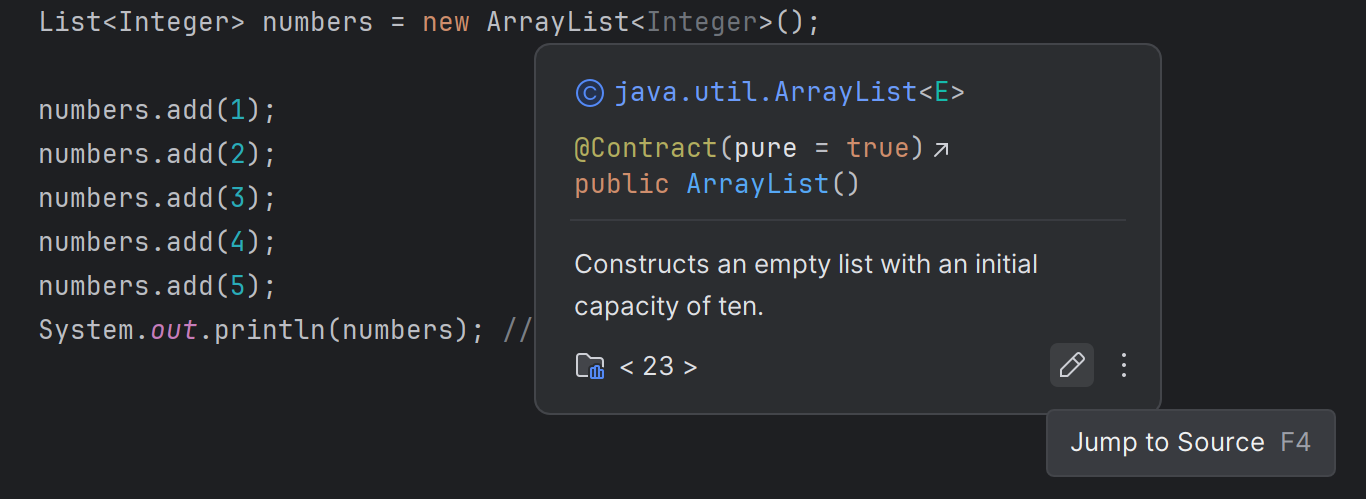 List<Integer> numbers = new ArrayList<Integer>();
numbers.add(1);
numbers.add(2);
numbers.add(3);
numbers.add(4);
numbers.add(5);
System.out.println(numbers); //
© java.util.ArrayList<E>
@Contract(pure = true)↗
public ArrayList()
Constructs an empty list with an initial
capacity of ten.
< 23 >
Jump to Source F4